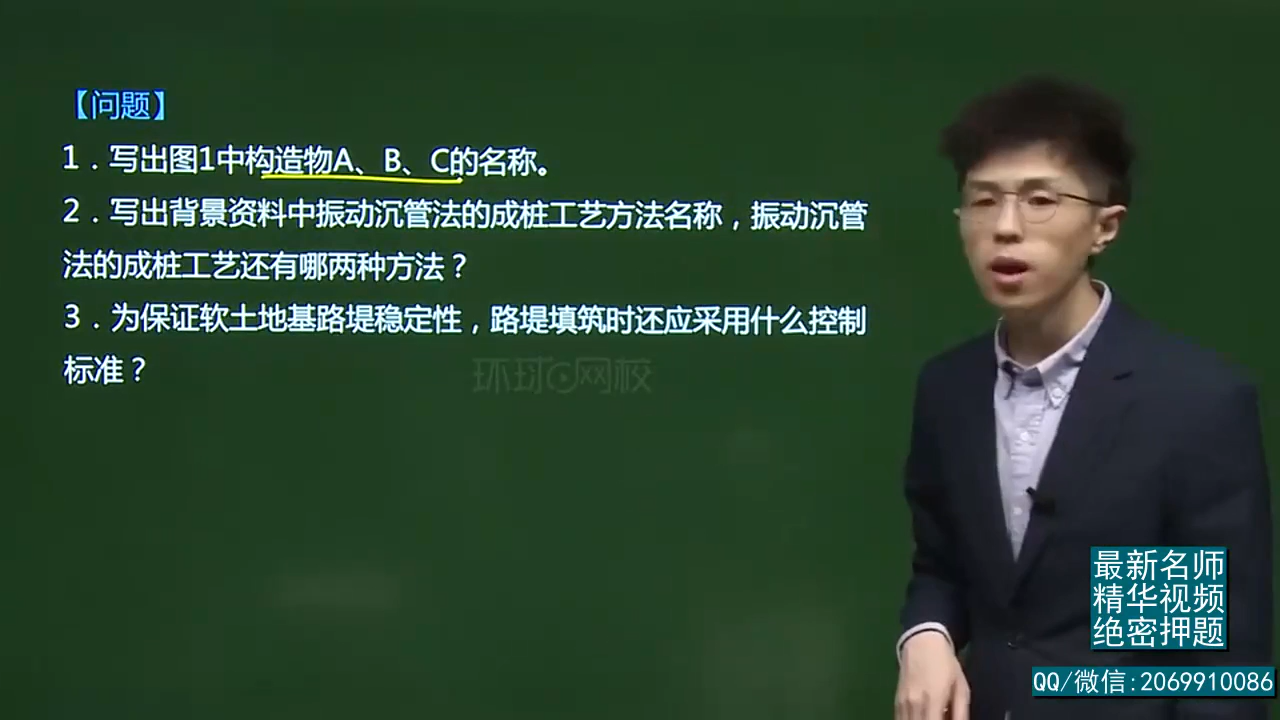 【问题】
1．写出图1中构造物A、B、C的名称。
2．写出背景资料中振动沉管法的成桩工艺方法名称，振动沉管
法的成桩工艺还有哪两种方法？
3．为保证软土地基路堤稳定性，路堤填筑时还应采用什么控制
标准？
环球网校
最新名师
精华视频
绝密押题
QQ/微信:2069910086